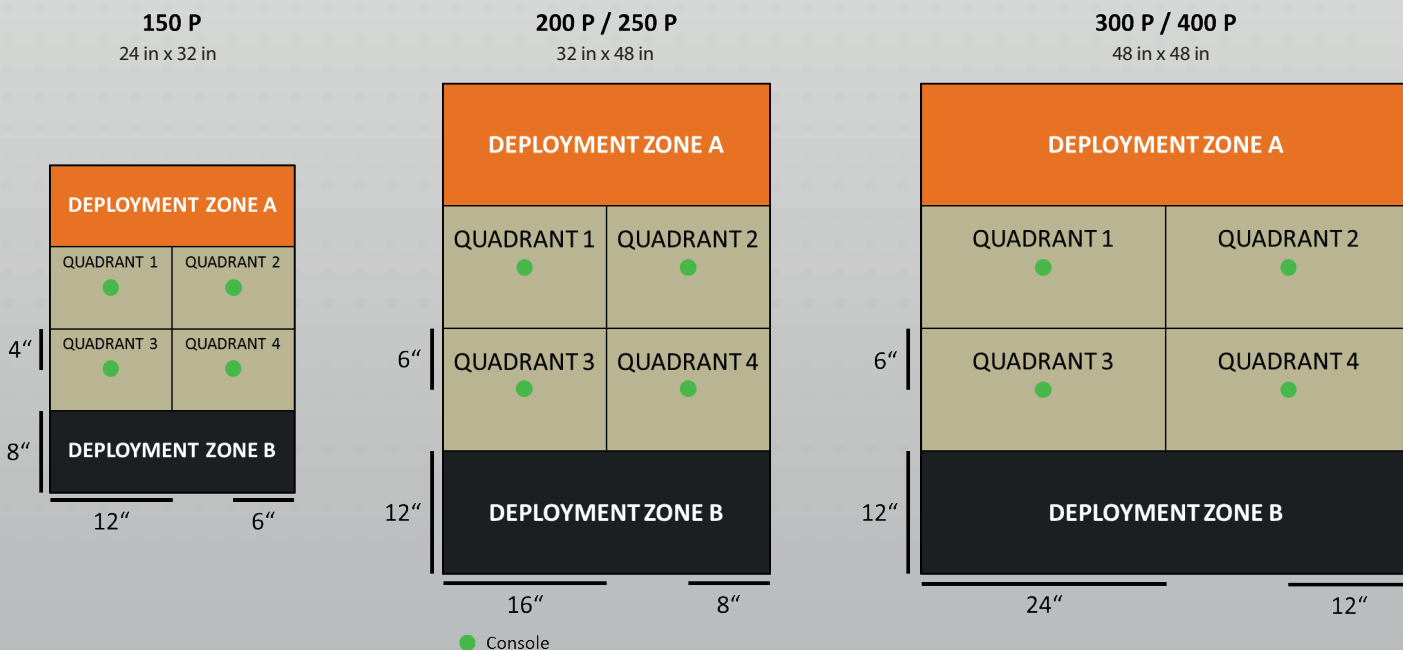 150 P
24 in x 32 in
DEPLOYMENT ZONE A
QUADRANT 1
QUADRANT 2
QUADRANT 3
QUADRANT 4
4“
8“
DEPLOYMENT ZONE B
12“
6“
200 P / 250 P
32 in x 48 in
DEPLOYMENT ZONE A
QUADRANT 1
QUADRANT 2
QUADRANT 3
QUADRANT 4
6“
12“
DEPLOYMENT ZONE B
16“
8“
Console
300 P / 400 P
48 in x 48 in
DEPLOYMENT ZONE A
QUADRANT 1
QUADRANT 2
QUADRANT 3
QUADRANT 4
6“
12“
DEPLOYMENT ZONE B
24“
12“